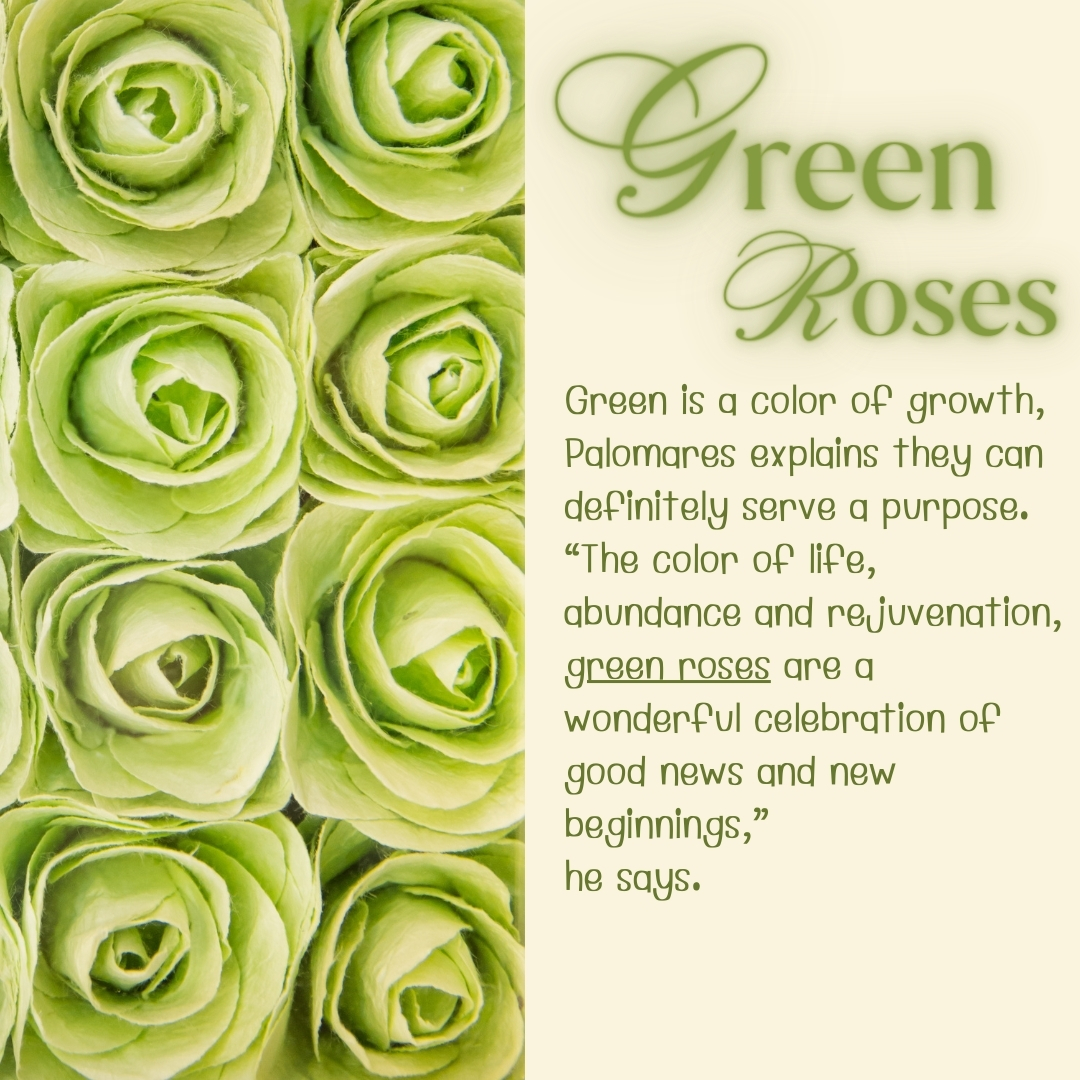 Green
Roses
Green is a color of growth,
Palomares explains they can
definitely serve a purpose.
“The color of life,
abundance and rejuvenation,
green roses are a
wonderful celebration of
good news and new
beginnings,”
he says.